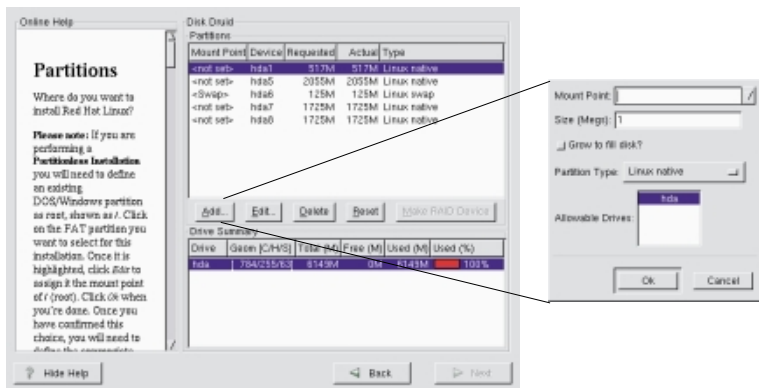 Online Help
Partitions
Where do you want to
install Red Hat Linux?
Please note: If you are
performing a
Partitionless Installation
you will need to define
an existing
DOS/Windows partition
as root, shown as /. Click
on the FAT partition you
want to select for this
installation. Once it is
highlighted, click Edit to
assign it the mount point
of / (root). Click Ok when
you're done. Once you
have confirmed this
choice, you will need to
define the appropriate
Hide Help
Disk Druid
Partitions
Mount Point Device Requested Actual Type
<not set> hda1 517M 517M Linux native
<not set> hda5 2055M 2055M Linux native
<Swap> hda6 125M 125M Linux swap
<not set> hda7 1725M 1725M Linux native
<not set> hda8 1725M 1725M Linux native
Add... Edit... Delete Reset Make RAID Device
Drive Summary
Drive Geom [C/H/S] Total (M) Free (M) Used (M) Used (%)
hda 784/255/63 6149M 0M 6149M 100%
Back Next
Mount Point:
Size (Megs): 1
Grow to fill disk?
Partition Type: Linux native
Allowable Drives: hda
Ok Cancel